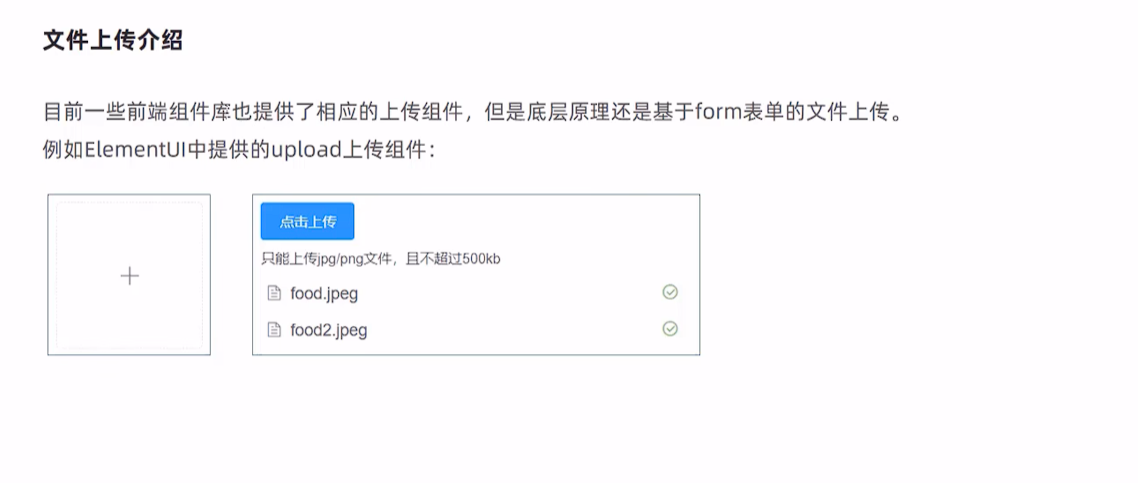 文件上传介绍
目前一些前端组件库也提供了相应的上传组件，但是底层原理还是基于form表单的文件上传。
例如ElementUI中提供的upload上传组件：
点击上传
只能上传jpg/png文件，且不超过500kb
food.jpeg
food2.jpeg